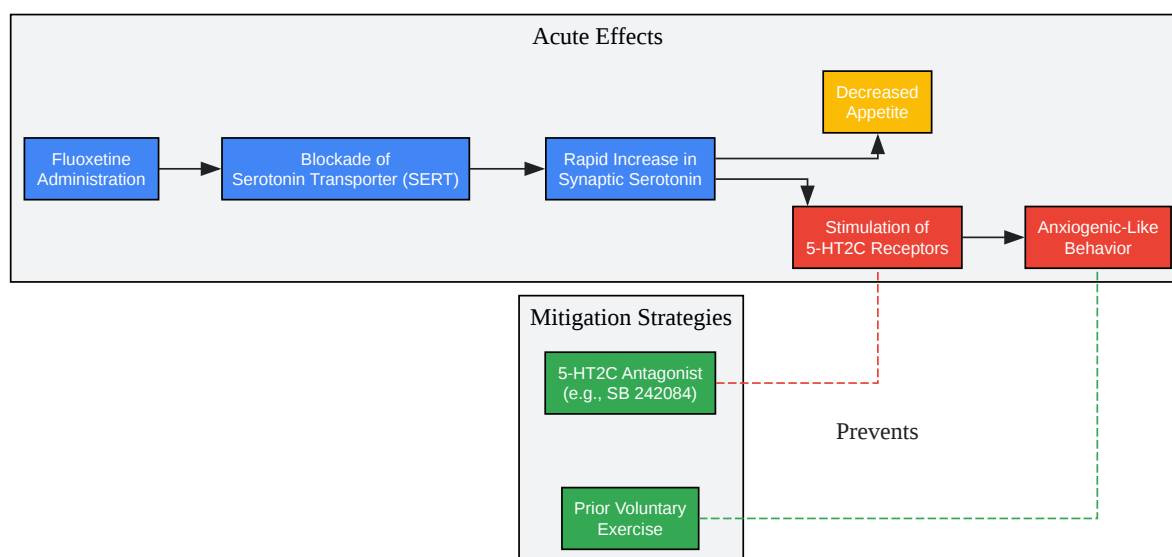 Acute Effects
Decreased
Appetite
Fluoxetine
Administration
Blockade of
Serotonin Transporter (SERT)
Rapid Increase in
Synaptic Serotonin
Stimulation of
5-HT2C Receptors
Anxiogenic-Like
Behavior
Mitigation Strategies
5-HT2C Antagonist
(e.g., SB 242084)
Prevents
Prior Voluntary
Exercise